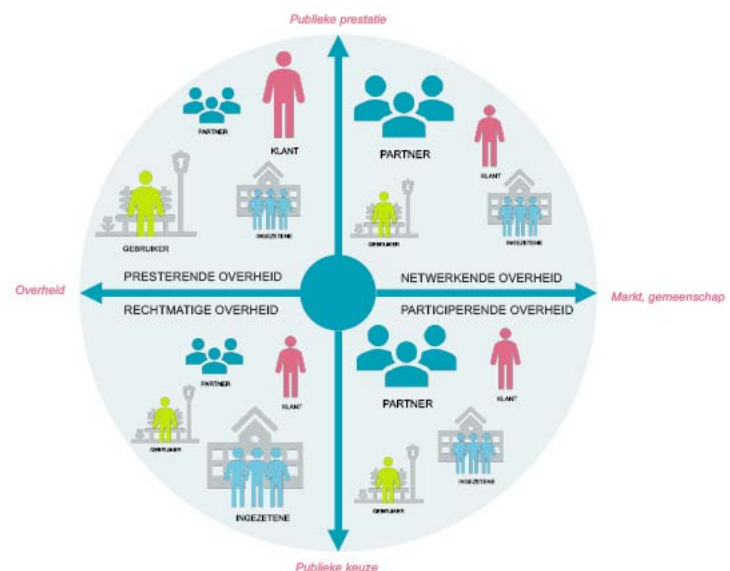 Publieke prestatie
PARTNER
KLANT
PARTNER
KLANT
GEBRUIKER
INGEZETENE
GEBRUIKER
INGEZETENE
PRESTERENDE OVERHEID
NETWERKENDE OVERHEID
Overheid
Markt, gemeenschap
RECHTMATIGE OVERHEID
PARTICIPERENDE OVERHEID
PARTNER
KLANT
PARTNER
KLANT
GEBRUIKER
INGEZETENE
GEBRUIKER
INGEZETENE
Publieke keuze